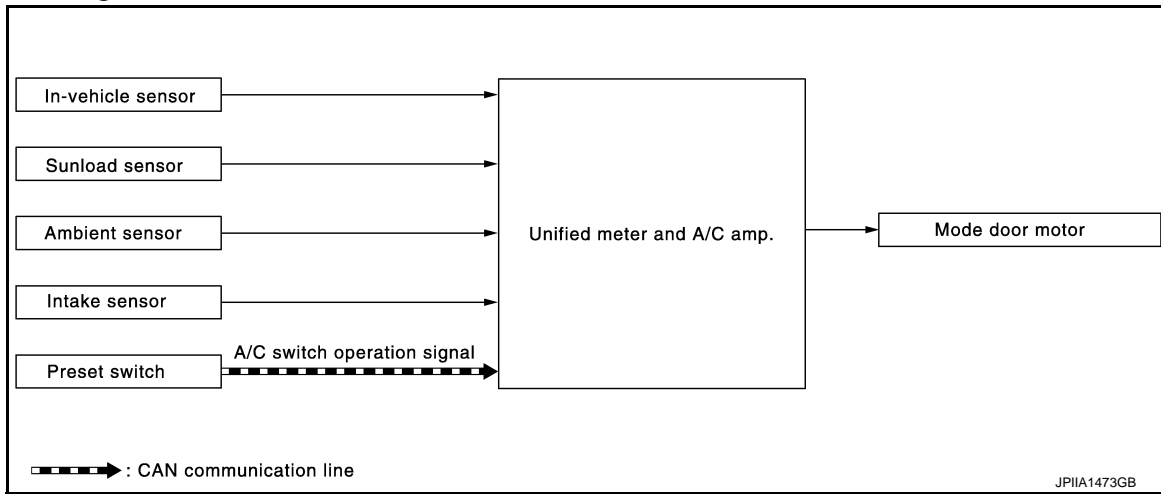 In-vehicle sensor
Sunload sensor
Ambient sensor
Intake sensor
Preset switch
A/C switch operation signal
Unified meter and A/C amp.
Mode door motor
: CAN communication line
JPIIA1473GB